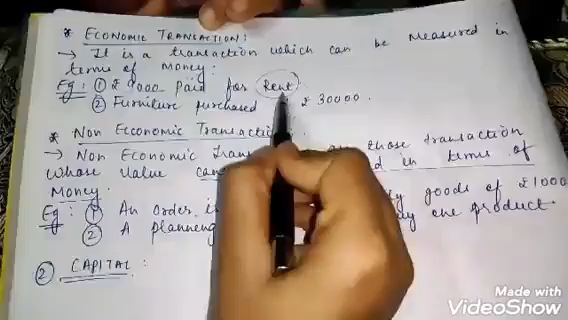 * ECONOMIC TRANSACTION:
→ It is a transaction which can be measured in
terms of money:
Eg: ① ₹ 9000 paid for Rent
② Furniture purchased ₹ 30000.
* NON ECONOMIC
→ NON ECONOMIC those transaction
whose value in terms of
Money.
Eg: ① An order goods of ₹ 1000
② A planning one product
② CAPITAL:
Made with
VideoShow